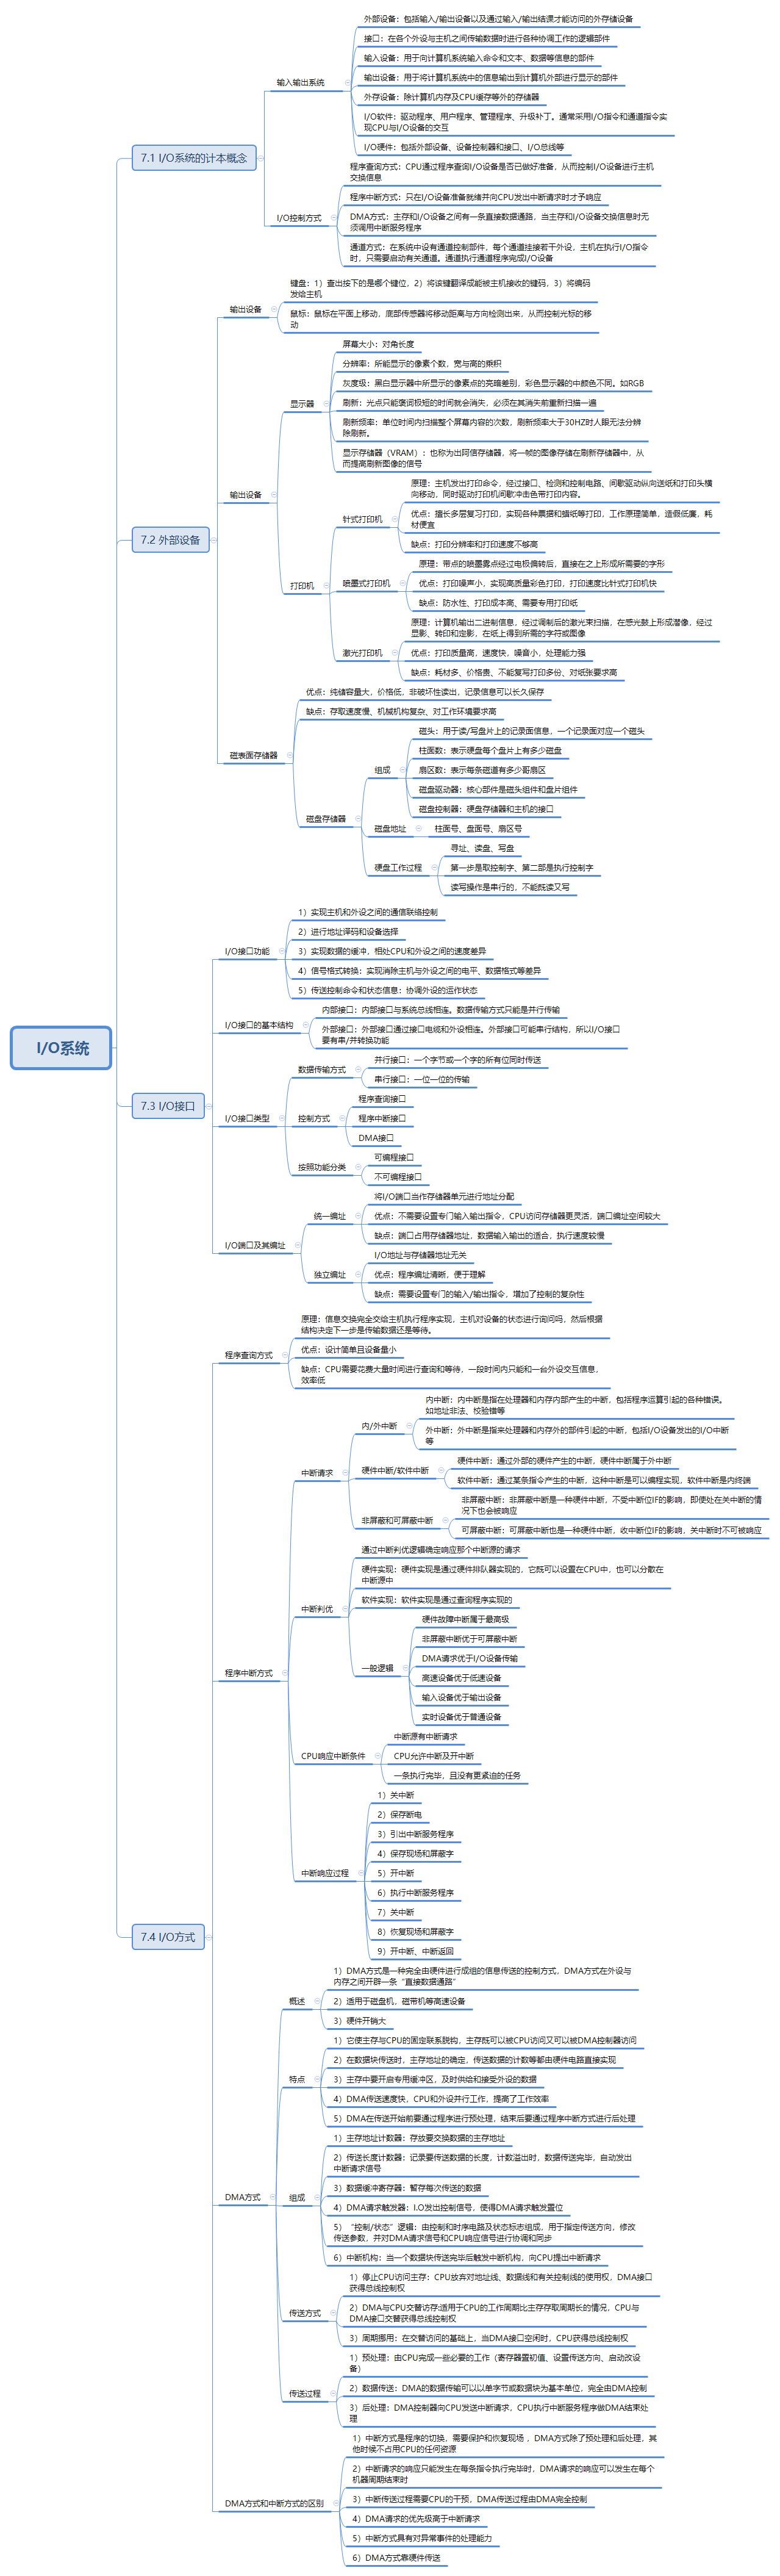 I/O系统
7.1 I/O系统的计本概念
输入输出系统
外部设备：包括输入/输出设备以及通过输入/输出结课才能访问的外存储设备
接口：在各个外设与主机之间传输数据时进行各种协调工作的逻辑部件
输入设备：用于向计算机系统输入命令和文本、数据等信息的部件
输出设备：用于将计算机系统中的信息输出到计算机外部进行显示的部件
外存设备：除计算机内存及CPU缓存等外的存储器
I/O软件：驱动程序、用户程序、管理程序、升级补丁。通常采用I/O指令和通道指令实
现CPU与I/O设备的交互
I/O硬件：包括外部设备、设备控制器和接口、I/O总线等
I/O控制方式
程序查询方式：CPU通过程序查询I/O设备是否已做好准备，从而控制I/O设备进行主机
交换信息
程序中断方式：只在I/O设备准备就绪并向CPU发出中断请求时才予响应
DMA方式：主存和I/O设备之间有一条直接数据通路，当主存和I/O设备交换信息时无
须调用中断服务程序
通道方式：在系统中设有通道控制部件，每个通道挂接若干外设，主机在执行I/O指令
时，只需要启动有关通道。通道执行通道程序完成I/O设备
7.2 外部设备
输出设备
键盘：1）查出按下的是哪个键位，2）将该键翻译成能被主机接收的键码，3）将编码
发给主机
鼠标：鼠标在平面上移动，底部传感器将移动距离与方向检测出来，从而控制光标的移
动
输出设备
显示器
屏幕大小：对角长度
分辨率：所能显示的像素个数，宽与高的乘积
灰度级：黑白显示器中所显示的像素点的亮暗差别，彩色显示器的中颜色不同。如RGB
刷新：光点只能褒词极短的时间就会消失，必须在其消失前重新扫描一遍
刷新频率：单位时间内扫描整个屏幕内容的次数，刷新频率大于30HZ时人眼无法分辨
除刷新。
显示存储器（VRAM）：也称为出阿信存储器，将一帧的图像存储在刷新存储器中，从
而提高刷新图像的信号
打印机
针式打印机
原理：主机发出打印命令，经过接口、检测和控制电路、间歇驱动纵向送纸和打印头横
向移动，同时驱动打印机间歇冲击色带打印内容。
优点：擅长多层复习打印，实现各种票据和蜡纸等打印，工作原理简单，造假低廉，耗
材便宜
缺点：打印分辨率和打印速度不够高
喷墨式打印机
原理：带点的喷墨雾点经过电极偏转后，直接在之上形成所需要的字形
优点：打印噪声小，实现高质量彩色打印，打印速度比针式打印机快
缺点：防水性、打印成本高、需要专用打印纸
激光打印机
原理：计算机输出二进制信息，经过调制后的激光束扫描，在感光鼓上形成潜像，经过
显影、转印和定影，在纸上得到所需的字符或图像
优点：打印质量高，速度快，噪音小，处理能力强
缺点：耗材多、价格贵、不能复写打印多份、对纸张要求高
磁表面存储器
优点：纯储容量大，价格低，非破坏性读出，记录信息可以长久保存
缺点：存取速度慢、机械机构复杂、对工作环境要求高
磁盘存储器
组成
磁头：用于读/写盘片上的记录面信息，一个记录面对应一个磁头
柱面数：表示硬盘每个盘片上有多少磁盘
扇区数：表示每条磁道有多少哥扇区
磁盘驱动器：核心部件是磁头组件和盘片组件
磁盘控制器：硬盘存储器和主机的接口
磁盘地址
柱面号、盘面号、扇区号
硬盘工作过程
寻址、读盘、写盘
第一步是取控制字、第二部是执行控制字
读写操作是串行的，不能既读又写
7.3 I/O接口
I/O接口功能
1）实现主机和外设之间的通信联络控制
2）进行地址译码和设备选择
3）实现数据的缓冲，相处CPU和外设之间的速度差异
4）信号格式转换：实现消除主机与外设之间的电平、数据格式等差异
5）传送控制命令和状态信息：协调外设的运作状态
I/O接口的基本结构
内部接口：内部接口与系统总线相连。数据传输方式只能是并行传输
外部接口：外部接口通过接口电缆和外设相连。外部接口可能串行结构，所以I/O接口
要有串/并转换功能
I/O接口类型
数据传输方式
并行接口：一个字节或一个字的所有位同时传送
串行接口：一位一位的传输
控制方式
程序查询接口
程序中断接口
DMA接口
按照功能分类
可编程接口
不可编程接口
I/O端口及其编址
统一编址
将I/O端口当作存储器单元进行地址分配
优点：不需要设置专门输入输出指令，CPU访问存储器更灵活，端口编址空间较大
缺点：端口占用存储器地址，数据输入输出的适合，执行速度较慢
独立编址
I/O地址与存储器地址无关
优点：程序编址清晰，便于理解
缺点：需要设置专门的输入/输出指令，增加了控制的复杂性
7.4 I/O方式
程序查询方式
原理：信息交换完全交给主机执行程序实现，主机对设备的状态进行询问吗，然后根据
结构决定下一步是传输数据还是等待。
优点：设计简单且设备量小
缺点：CPU需要花费大量时间进行查询和等待，一段时间内只能和一台外设交互信息，
效率低
程序中断方式
中断请求
内/外中断
内中断：内中断是指在处理器和内存内部产生的中断，包括程序运算引起的各种错误。
如地址非法、校验错等
外中断：外中断是指来处理器和内存外的部件引起的中断，包括I/O设备发出的I/O中断
等
硬件中断/软件中断
硬件中断：通过外部的硬件产生的中断，硬件中断属于外中断
软件中断：通过某条指令产生的中断，这种中断是可以编程实现，软件中断是内终端
非屏蔽和可屏蔽中断
非屏蔽中断：非屏蔽中断是一种硬件中断，不受中断位IF的影响，即使处在关中断的情
况下也会被响应
可屏蔽中断：可屏蔽中断也是一种硬件中断，收中断位IF的影响，关中断时不可被响应
中断判优
通过中断判优逻辑确定响应那个中断源的请求
硬件实现：硬件实现是通过硬件排队器实现的，它既可以设置在CPU中，也可以分散在
中断源中
软件实现：软件实现是通过查询程序实现的
一般逻辑
硬件故障中断属于最高级
非屏蔽中断优于可屏蔽中断
DMA请求优于I/O设备传输
高速设备优于低速设备
输入设备优于输出设备
实时设备优于普通设备
CPU响应中断条件
中断源有中断请求
CPU允许中断及开中断
一条执行完毕，且没有更紧迫的任务
中断响应过程
1）关中断
2）保存断电
3）引出中断服务程序
4）保存现场和屏蔽字
5）开中断
6）执行中断服务程序
7）关中断
8）恢复现场和屏蔽字
9）开中断、中断返回
DMA方式
概述
1）DMA方式是一种完全由硬件进行成组的信息传送的控制方式，DMA方式在外设与
内存之间开辟一条“直接数据通路”
2）适用于磁盘机，磁带机等高速设备
3）硬件开销大
特点
1）它使主存与CPU的固定联系脱钩，主存既可以被CPU访问又可以被DMA控制器访问
2）在数据块传送时，主存地址的确定，传送数据的计数等都由硬件电路直接实现
3）主存中要开启专用缓冲区，及时供给和接受外设的数据
4）DMA传送速度快，CPU和外设并行工作，提高了工作效率
5）DMA在传送开始前要通过程序进行预处理，结束后要通过程序中断方式进行后处理
组成
1）主存地址计数器：存放要交换数据的主存地址
2）传送长度计数器：记录要传送数据的长度，计数溢出时，数据传送完毕，自动发出
中断请求信号
3）数据缓冲寄存器：暂存每次传送的数据
4）DMA请求触发器：I.O发出控制信号，使得DMA请求触发置位
5）“控制/状态”逻辑：由控制和时序电路及状态标志组成，用于指定传送方向，修改
传送参数，并对DMA请求信号和CPU响应信号进行协调和同步
6）中断机构：当一个数据块传送完毕后触发中断机构，向CPU提出中断请求
传送方式
1）停止CPU访问主存：CPU放弃对地址线、数据线和有关控制线的使用权，DMA接口
获得总线控制权
2）DMA与CPU交替访存:适用于CPU的工作周期比主存存取周期长的情况，CPU与
DMA接口交替获得总线控制权
3）周期挪用：在交替访问的基础上，当DMA接口空闲时，CPU获得总线控制权
传送过程
1）预处理：由CPU完成一些必要的工作（寄存器置初值、设置传送方向、启动改设
备）
2）数据传送：DMA的数据传输可以以单字节或数据块为基本单位，完全由DMA控制
3）后处理：DMA控制器向CPU发送中断请求，CPU执行中断服务程序做DMA结束处
理
DMA方式和中断方式的区别
1）中断方式是程序的切换，需要保护和恢复现场 ，DMA方式除了预处理和后处理，其
他时候不占用CPU的任何资源
2）中断请求的响应只能发生在每条指令执行完毕时，DMA请求的响应可以发生在每个
机器周期结束时
3）中断传送过程需要CPU的干预，DMA传送过程由DMA完全控制
4）DMA请求的优先级高于中断请求
5）中断方式具有对异常事件的处理能力
6）DMA方式靠硬件传送